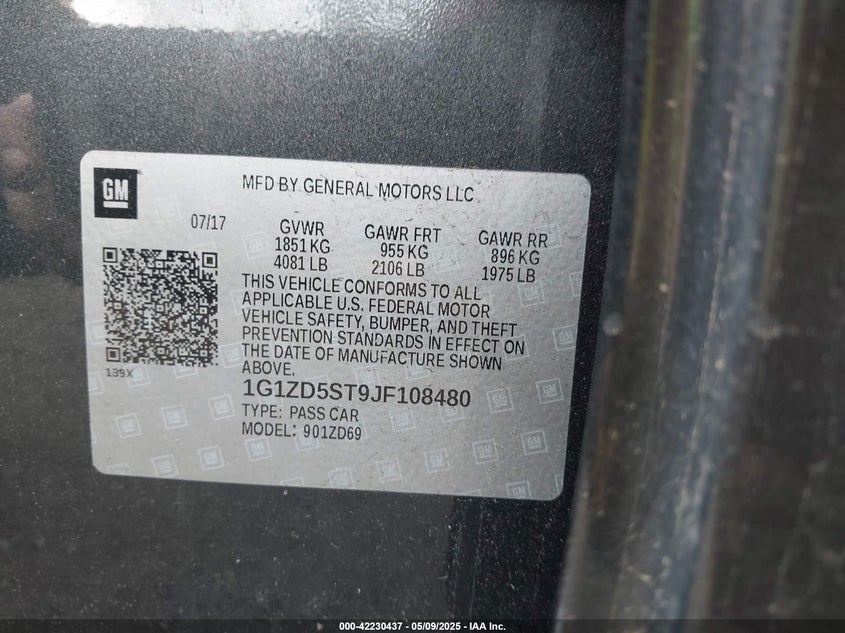 GM
MFD BY GENERAL MOTORS LLC
07/17
GVWR GAWR FRT GAWR RR
1851 KG 955 KG 896 KG
4081 LB 2106 LB 1975 LB
THIS VEHICLE CONFORMS TO ALL
APPLICABLE U.S. FEDERAL MOTOR
VEHICLE SAFETY, BUMPER, AND THEFT
PREVENTION STANDARDS IN EFFECT ON
THE DATE OF MANUFACTURE SHOWN
ABOVE.
139X
1G1ZD5ST9JF108480
TYPE: PASS CAR
MODEL: 901ZD69
000-42230437 - 05/09/2025 - IAA Inc.